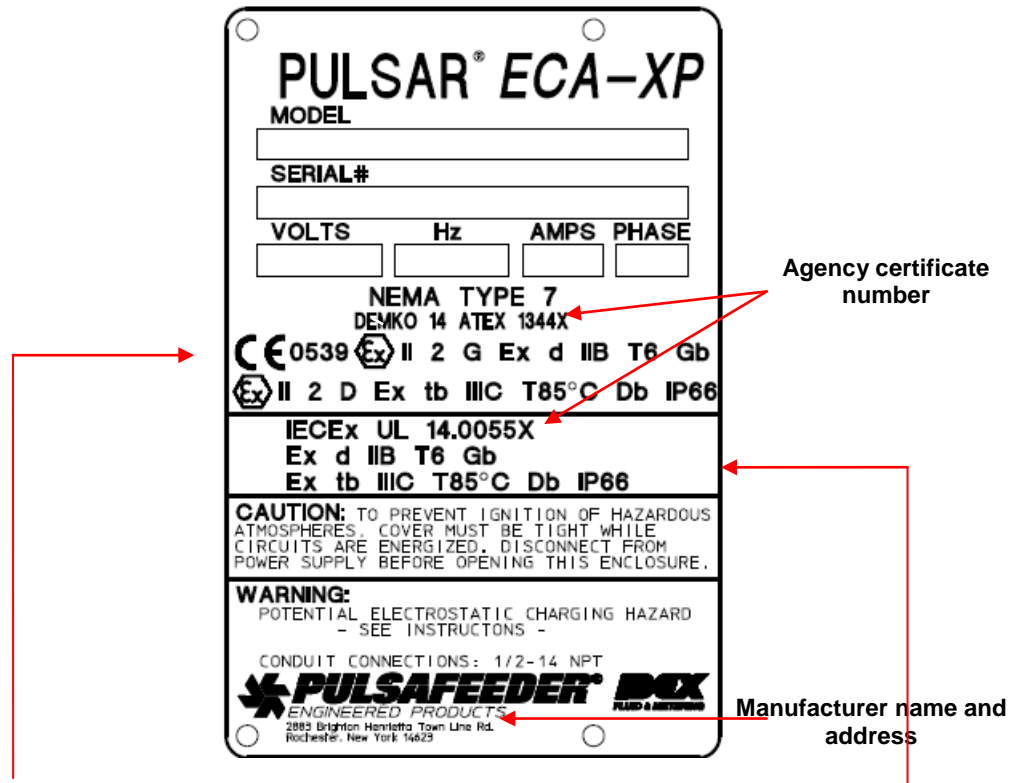 PULSAR® ECA-XP
MODEL
SERIAL#
VOLTS Hz AMPS PHASE
NEMA TYPE 7
DEMKO 14 ATEX 1344X
CE 0539 Ex II 2 G Ex d IIB T6 Gb
Ex II 2 D Ex tb IIIC T85°C Db IP66
IECEx UL 14.0055X
Ex d IIB T6 Gb
Ex tb IIIC T85°C Db IP66
CAUTION: TO PREVENT IGNITION OF HAZARDOUS
ATMOSPHERES. COVER MUST BE TIGHT WHILE
CIRCUITS ARE ENERGIZED. DISCONNECT FROM
POWER SUPPLY BEFORE OPENING THIS ENCLOSURE.
WARNING:
POTENTIAL ELECTROSTATIC CHARGING HAZARD
- SEE INSTRUCTONS -
CONDUIT CONNECTIONS: 1/2-14 NPT
PULSAFEEDER® IDEX
FLUID & METERING
ENGINEERED PRODUCTS
2883 Brighton Henrietta Town Line Rd.
Rochester, New York 14623
Agency certificate
number
Manufacturer name and
address